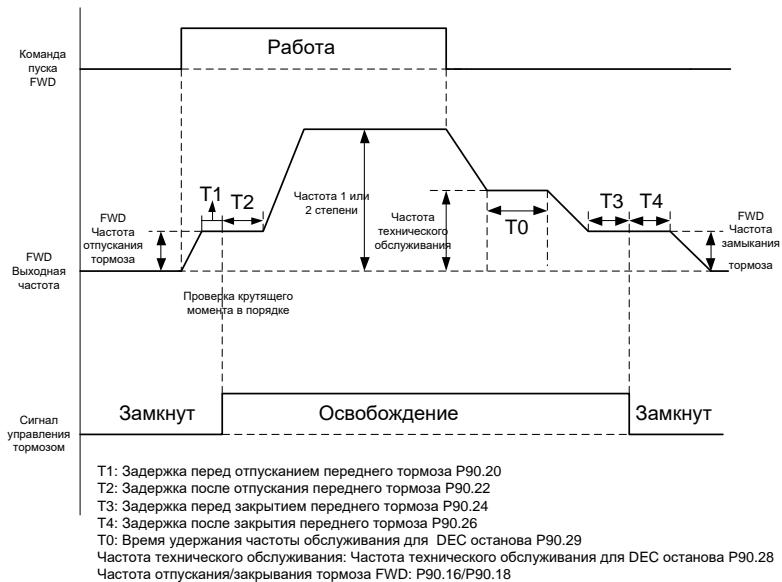 Команда
пуска
FWD
Работа
FWD
Частота
отпускания
тормоза
T1
T2
Частота 1 или
2 степени
Частота
технического
обслуживания
T0
T3
T4
FWD
Частота
замыкания
тормоза
FWD
Выходная
частота
Проверка крутящего
момента в порядке
Сигнал
управления
тормозом
Замкнут
Освобождение
Замкнут
T1: Задержка перед отпусканием переднего тормоза P90.20
T2: Задержка после отпускания переднего тормоза P90.22
T3: Задержка перед закрытием переднего тормоза P90.24
T4: Задержка после закрытия переднего тормоза P90.26
T0: Время удержания частоты обслуживания для DEC останова P90.29
Частота технического обслуживания: Частота технического обслуживания для DEC останова P90.28
Частота отпускания/закрывания тормоза FWD: P90.16/P90.18